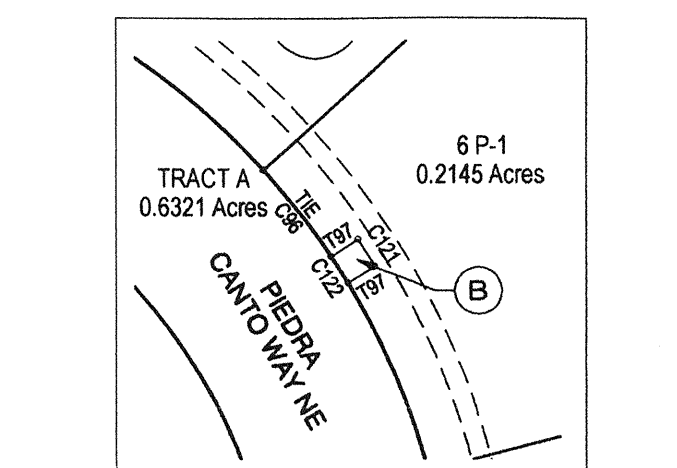 6 P-1
0.2145 Acres
TRACT A
0.6321 Acres
TIE
C96
T97
C121
C122
T97
B
PIEDRA
CANTO WAY NE